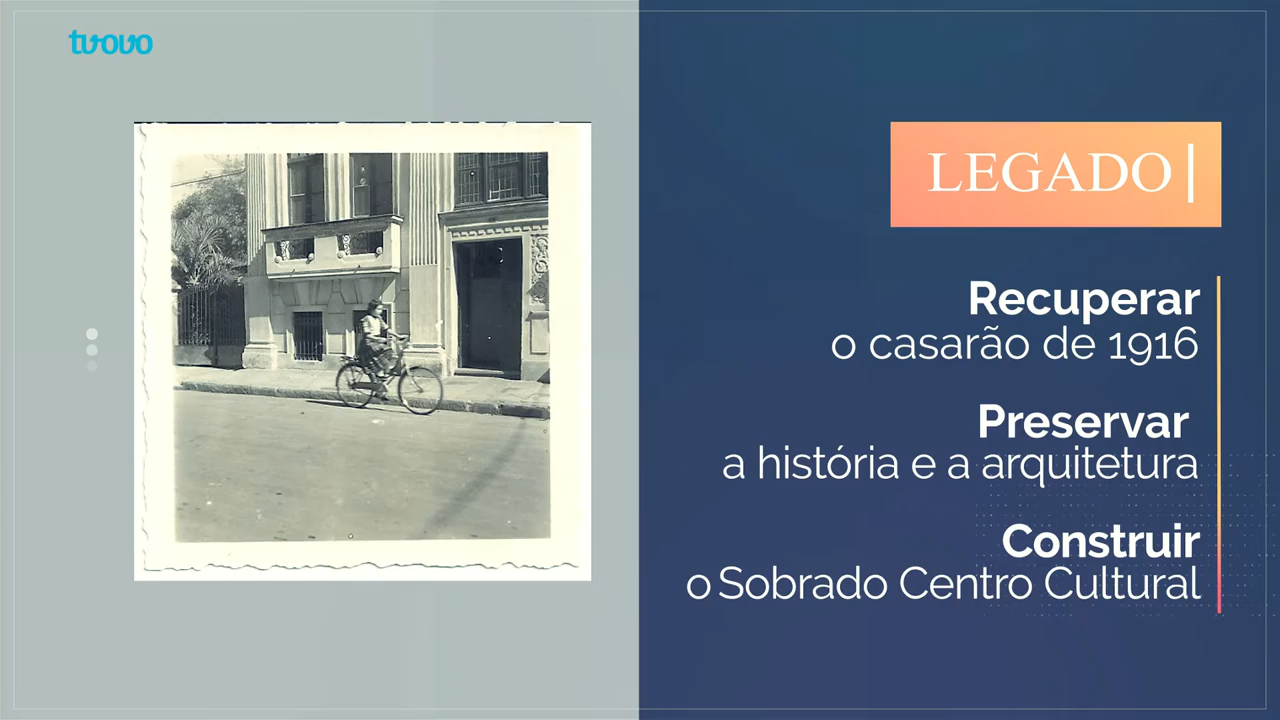 tvovo
LEGADO
Recuperar
o casarão de 1916
Preservar
a história e a arquitetura
Construir
o Sobrado Centro Cultural